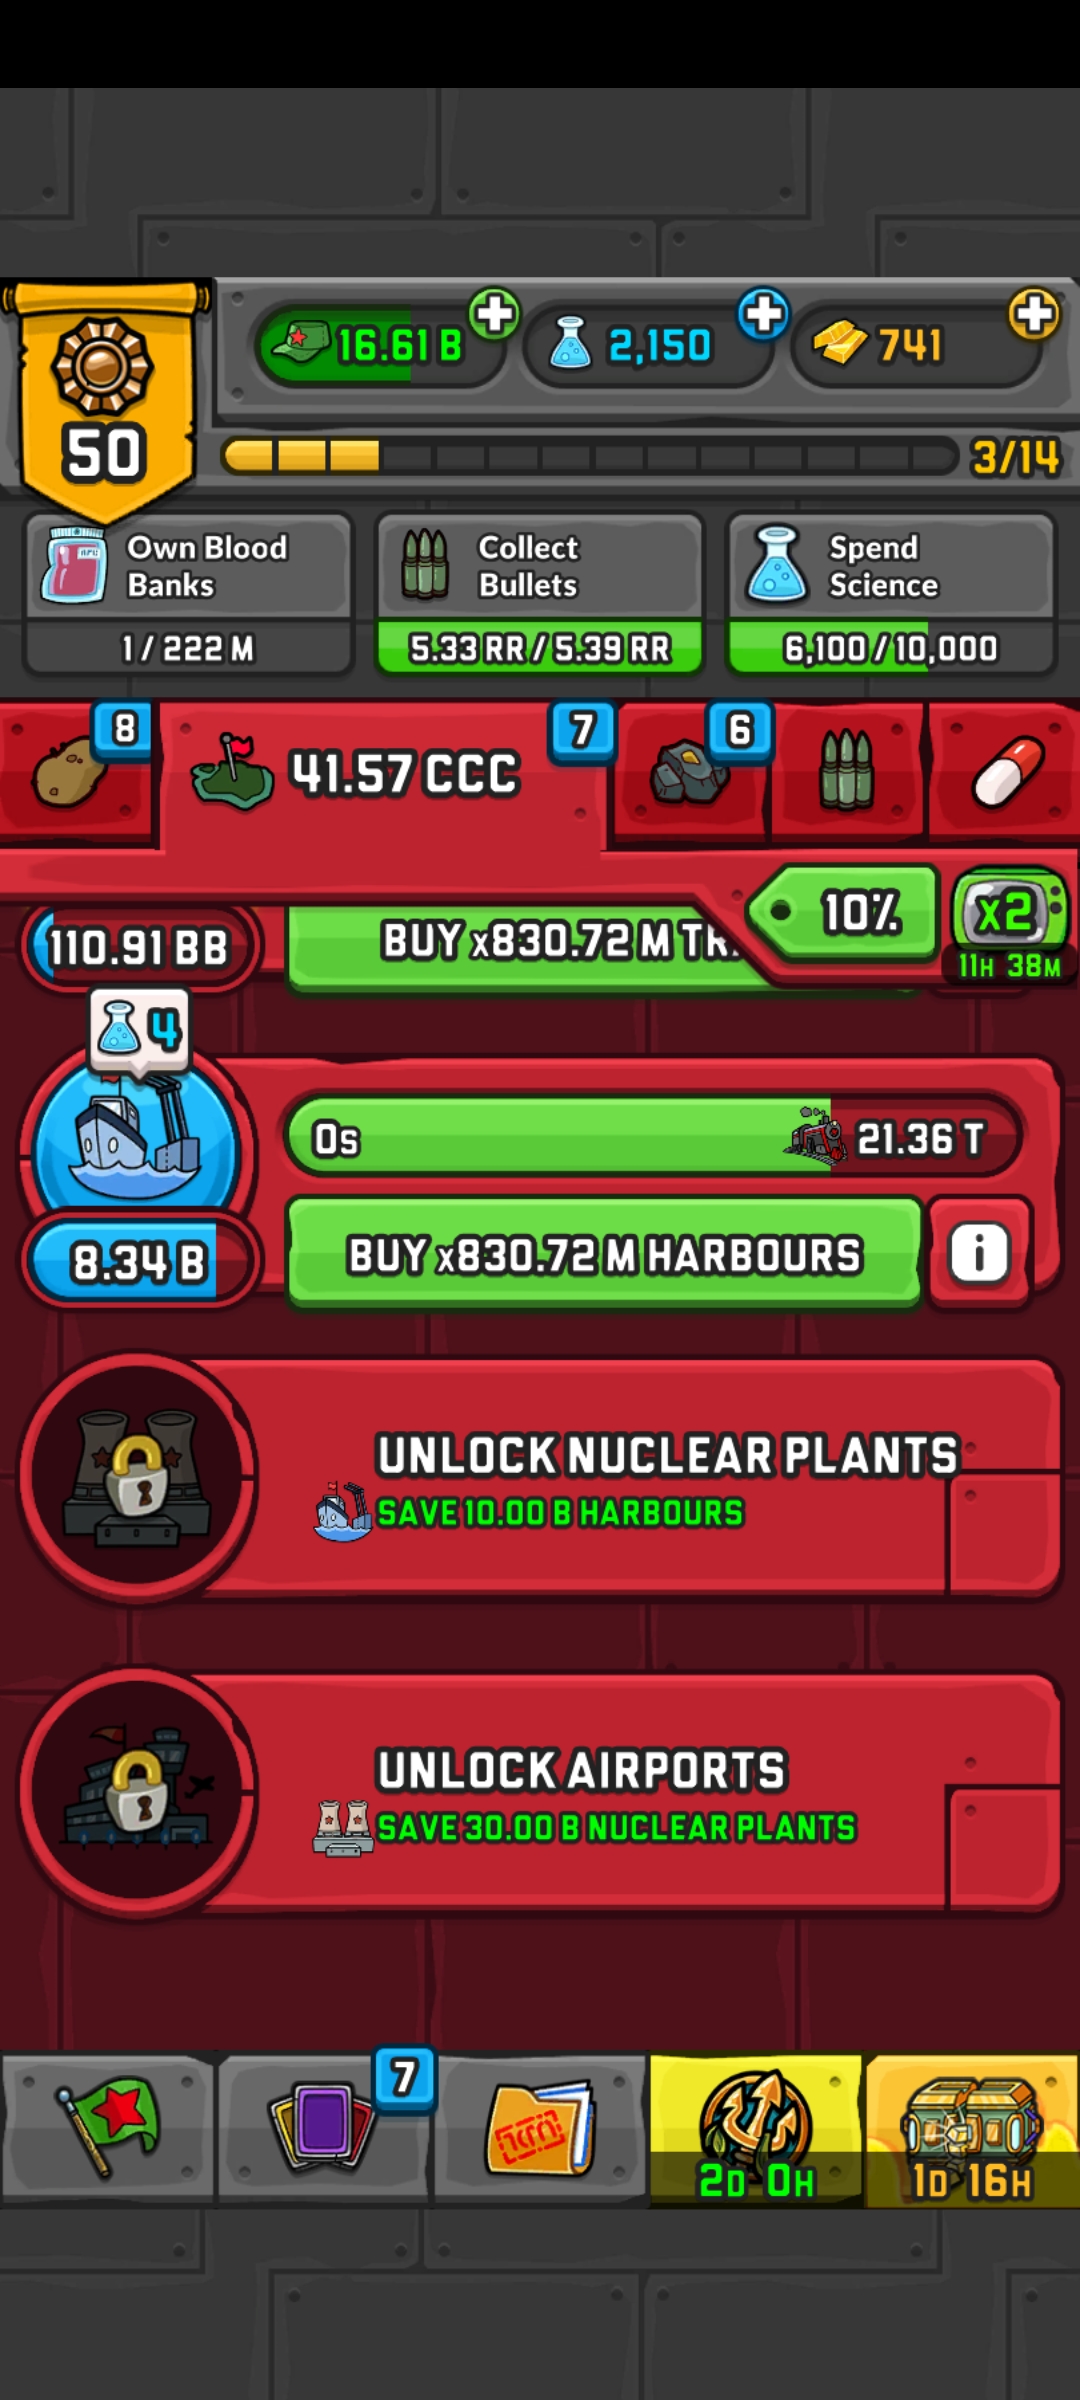 16.61 B
2,150
741
50
3/14
Own Blood
Banks
1 / 222 M
Collect
Bullets
5.33 RR / 5.39 RR
Spend
Science
6,100 / 10,000
8
41.57 CCC
7
6
10%
x2
11H 38M
110.91 BB
BUY x830.72 M
4
0s
21.36 T
8.34 B
BUY x830.72 M HARBOURS
i
UNLOCK NUCLEAR PLANTS
SAVE 10.00 B HARBOURS
UNLOCK AIRPORTS
SAVE 30.00 B NUCLEAR PLANTS
7
2D 0H
1D 16H